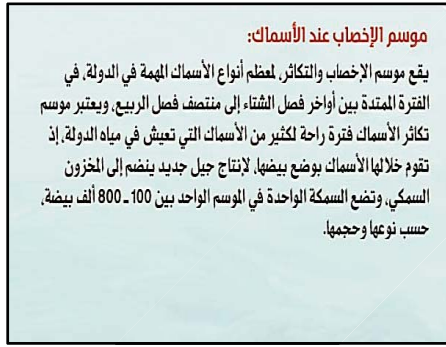 موسم الإخصاب عند الأسماك:
يقع موسم الإخصاب والتكاثر، لمعظم أنواع الأسماك المهمة في الدولة، في
الفترة الممتدة بين أواخر فصل الشتاء إلى منتصف فصل الربيع، ويعتبر موسم
تكاثر الأسماك فترة راحة لكثير من الأسماك التي تعيش في مياه الدولة، إذ
تقوم خلالها الأسماك بوضع بيضها، لإنتاج جيل جديد ينضم إلى المخزون
السمكي، وتضع السمكة الواحدة في الموسم الواحد بين 100 ـ 800 ألف بيضة،
حسب نوعها وحجمها.